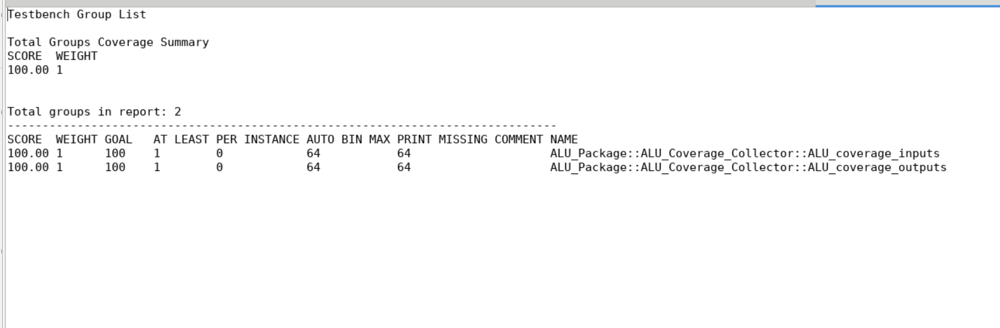 Testbench Group List
Total Groups Coverage Summary
SCORE  WEIGHT
100.00 1
Total groups in report: 2
-------------------------------------------------------------------------------
SCORE  WEIGHT GOAL   AT LEAST PER INSTANCE AUTO BIN MAX PRINT MISSING COMMENT NAME
100.00 1      100    1        0            64           64                    ALU_Package::ALU_Coverage_Collector::ALU_coverage_inputs
100.00 1      100    1        0            64           64                    ALU_Package::ALU_Coverage_Collector::ALU_coverage_outputs